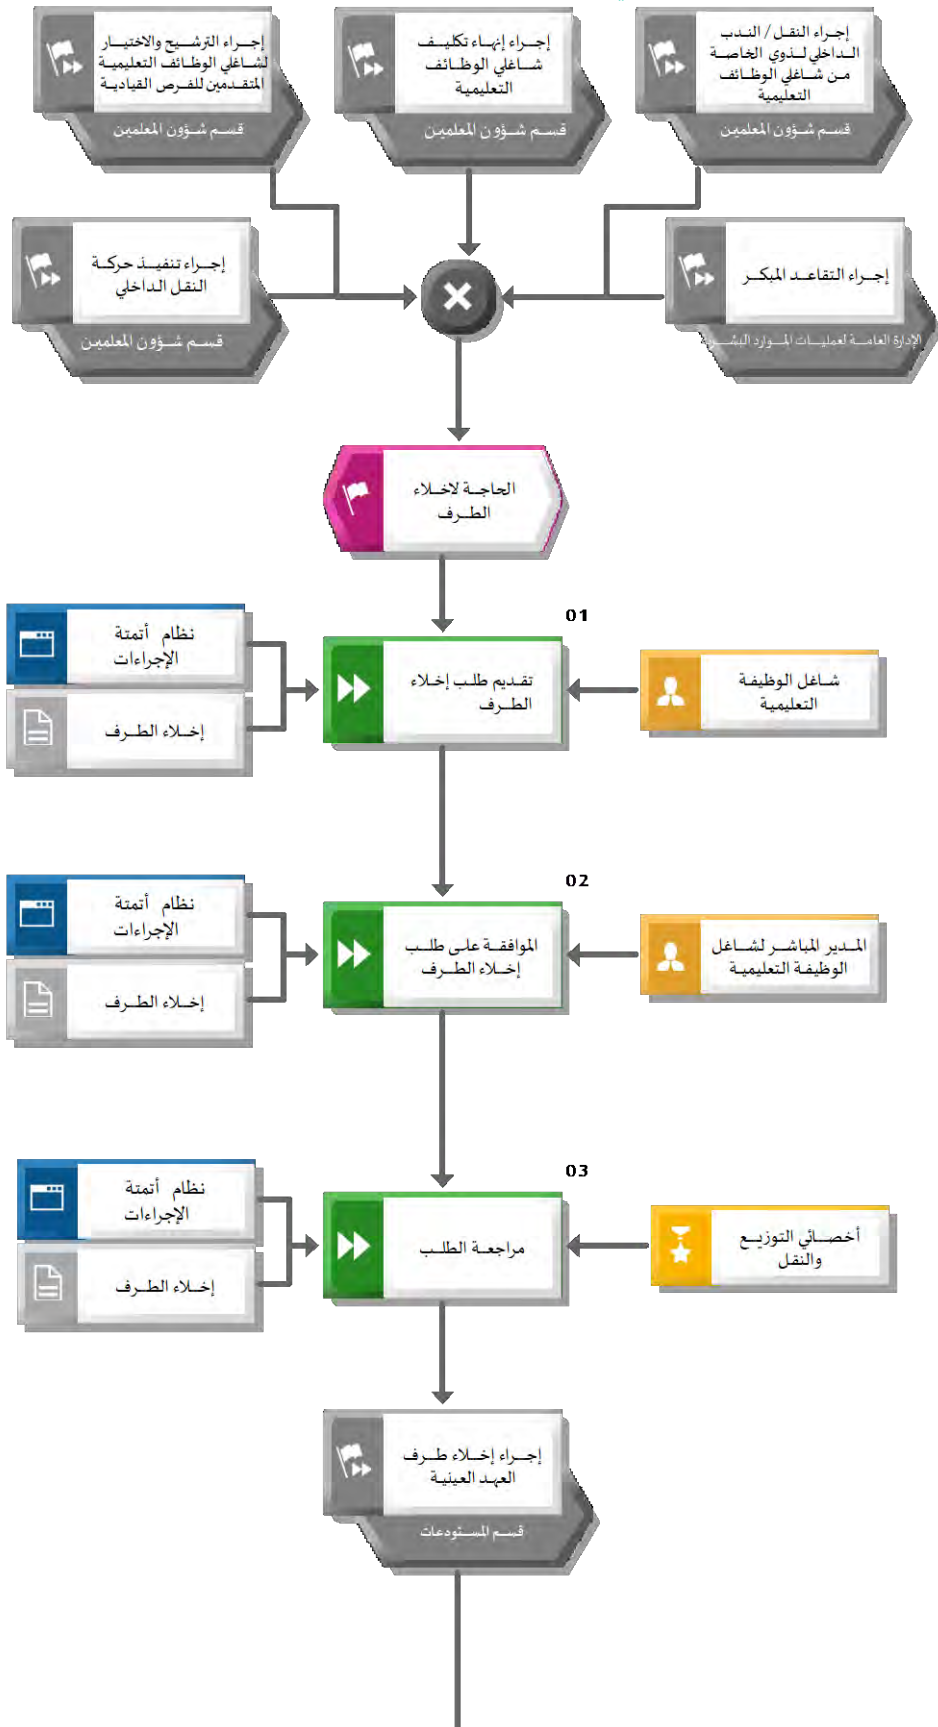 إجراء النقل / الندب
الداخلي لذوي الخاصة
من شاغلي الوظائف
التعليمية
قسم شؤون المعلمين
إجراء إنهاء تكليف
شاغلي الوظائف
التعليمية
قسم شؤون المعلمين
إجراء الترشيح والاختيار
لشاغلي الوظائف التعليمية
المتقدمين للفرص القيادية
قسم شؤون المعلمين
إجراء التقاعد المبكر
الإدارة العامة لعمليات الموارد البشرية
إجراء تنفيذ حركة
النقل الداخلي
قسم شؤون المعلمين
الحاجة لاخلاء
الطرف
01
شاغل الوظيفة
التعليمية
تقديم طلب إخلاء
الطرف
نظام أتمتة
الإجراءات
إخلاء الطرف
02
المدير المباشر لشاغل
الوظيفة التعليمية
الموافقة على طلب
إخلاء الطرف
نظام أتمتة
الإجراءات
إخلاء الطرف
03
أخصائي التوزيع
والنقل
مراجعة الطلب
نظام أتمتة
الإجراءات
إخلاء الطرف
إجراء إخلاء طرف
العهد العينية
قسم المستودعات